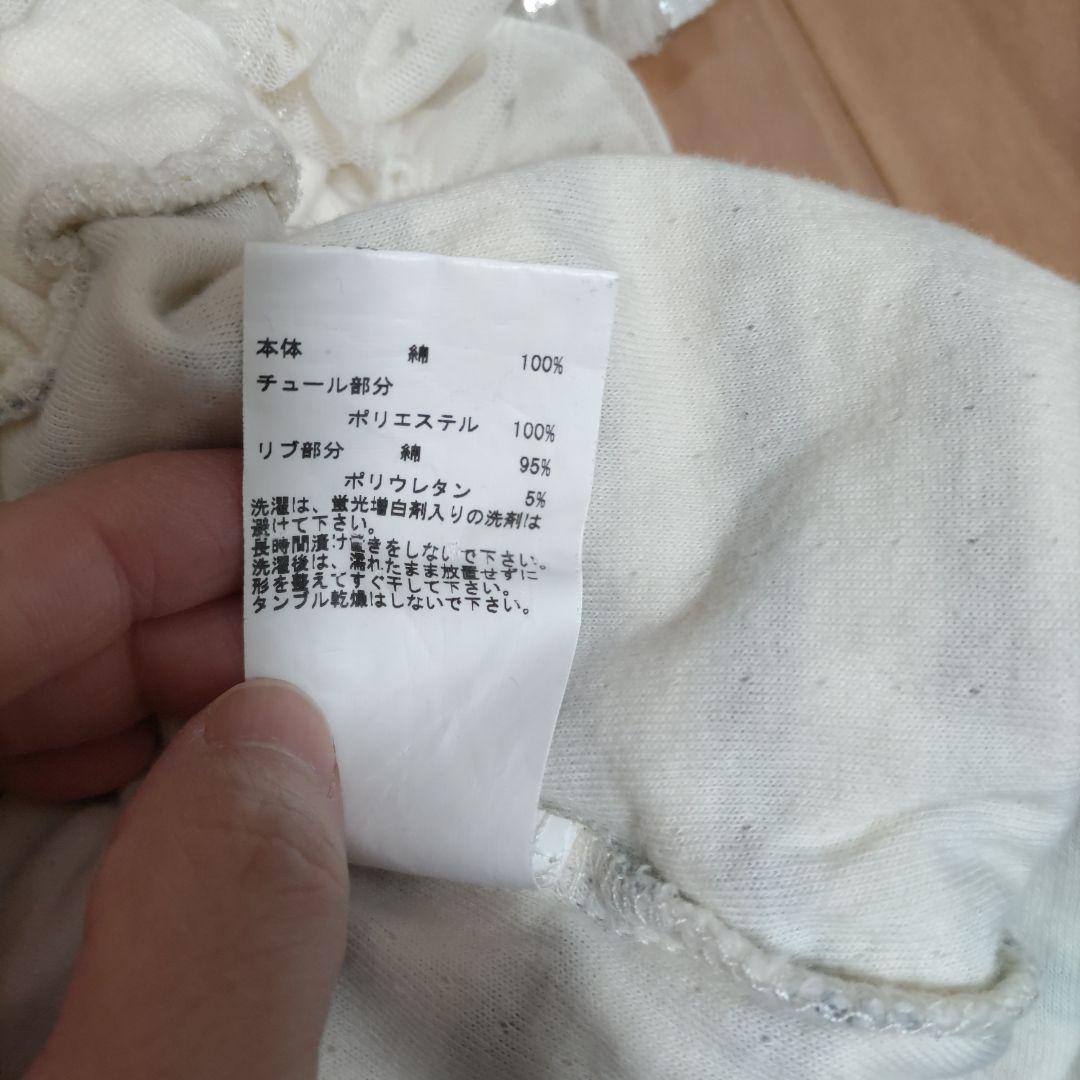 本体 綿 100%
チュール部分
ポリエステル 100%
リブ部分 綿 95%
ポリウレタン 5%
洗濯は、蛍光増白剤入りの洗剤は
避けて下さい。
長時間漬け置きをしないで下さい。
洗濯後は、濡れたまま放置せずに
形を整えてすぐ干して下さい。
タンブル乾燥はしないで下さい。